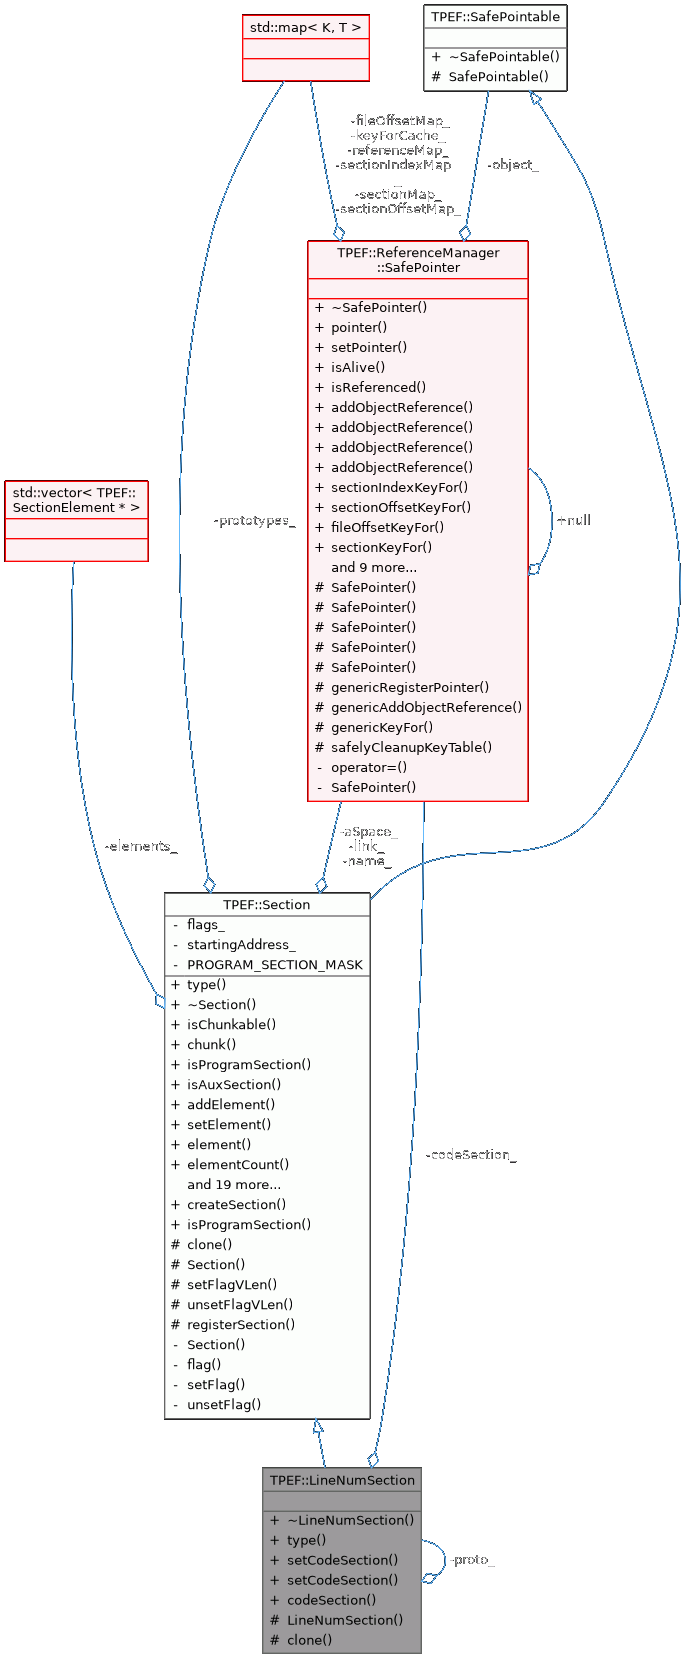 std::map< K, T >
TPEF::SafePointable
+ ~SafePointable()
# SafePointable()
-fileOffsetMap_
-keyForCache_
-referenceMap_
-sectionIndexMap
_
-sectionMap_
-sectionOffsetMap_
-object_
TPEF::ReferenceManager
::SafePointer
+ ~SafePointer()
+ pointer()
+ setPointer()
+ isAlive()
+ isReferenced()
+ addObjectReference()
+ addObjectReference()
+ addObjectReference()
+ addObjectReference()
+ sectionIndexKeyFor()
+ sectionOffsetKeyFor()
+ fileOffsetKeyFor()
+ sectionKeyFor()
and 9 more...
# SafePointer()
# SafePointer()
# SafePointer()
# SafePointer()
# SafePointer()
# genericRegisterPointer()
# genericAddObjectReference()
# genericKeyFor()
# safelyCleanupKeyTable()
- operator=()
- SafePointer()
+null
-prototypes_
std::vector< TPEF::
SectionElement * >
-elements_
-aSpace_
-link_
-name_
TPEF::Section
- flags_
- startingAddress_
- PROGRAM_SECTION_MASK
+ type()
+ ~Section()
+ isChunkable()
+ chunk()
+ isProgramSection()
+ isAuxSection()
+ addElement()
+ setElement()
+ element()
+ elementCount()
and 19 more...
+ createSection()
+ isProgramSection()
# clone()
# Section()
# setFlagVLen()
# unsetFlagVLen()
# registerSection()
- Section()
- flag()
- setFlag()
- unsetFlag()
-codeSection_
TPEF::LineNumSection
+ ~LineNumSection()
+ type()
+ setCodeSection()
+ setCodeSection()
+ codeSection()
# LineNumSection()
# clone()
-proto_